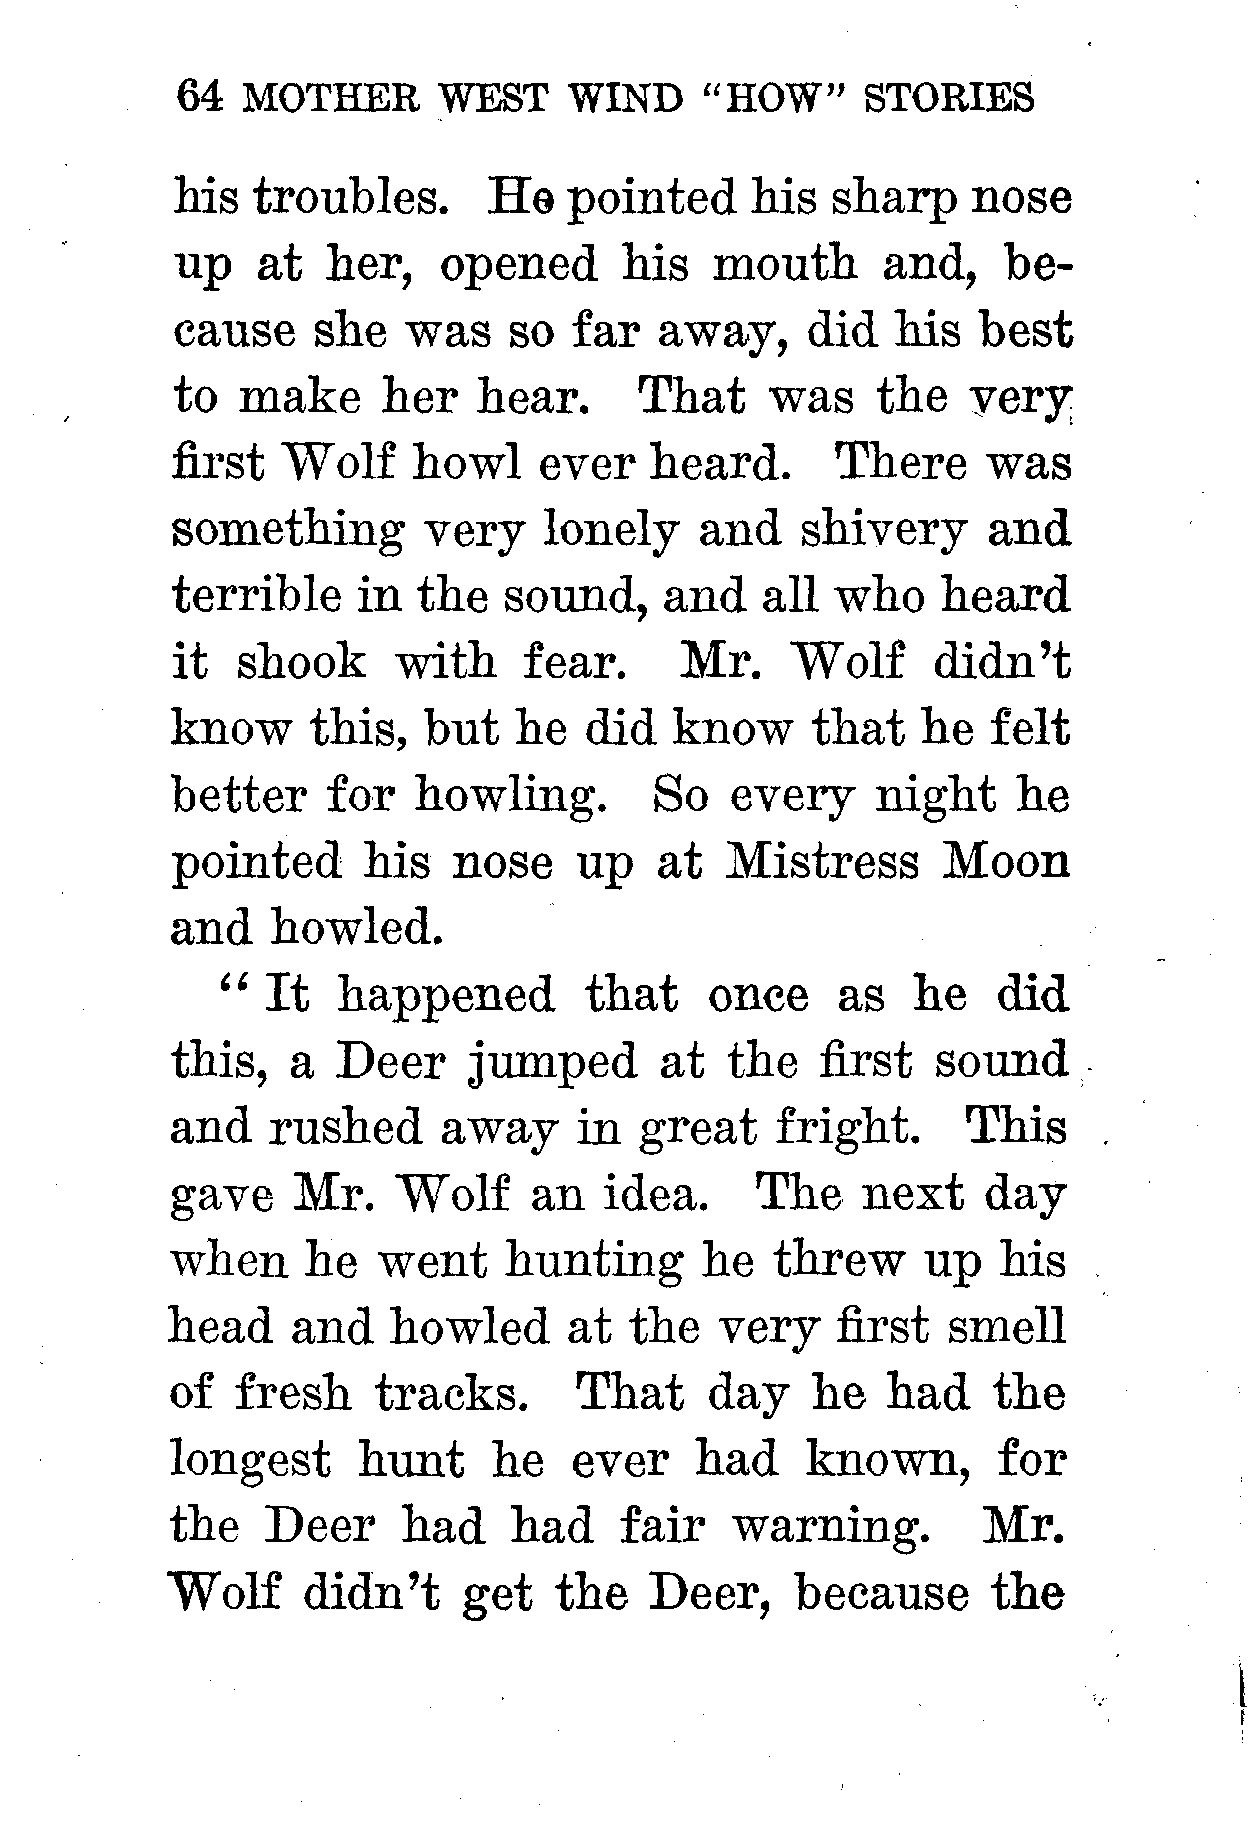 64 MOTHER WEST WIND "HOW" STORIES
his troubles. He pointed his sharp nose
up at her, opened his mouth and, be-
cause she was so far away, did his best
to make her hear. That was the very
first Wolf howl ever heard. There was
something very lonely and shivery and
terrible in the sound, and all who heard
it shook with fear. Mr. Wolf didn't
know this, but he did know that he felt
better for howling. So every night he
pointed his nose up at Mistress Moon
and howled.
"It happened that once as he did
this, a Deer jumped at the first sound
and rushed away in great fright. This
gave Mr. Wolf an idea. The next day
when he went hunting he threw up his
head and howled at the very first smell
of fresh tracks. That day he had the
longest hunt he ever had known, for
the Deer had had fair warning. Mr.
Wolf didn't get the Deer, because the